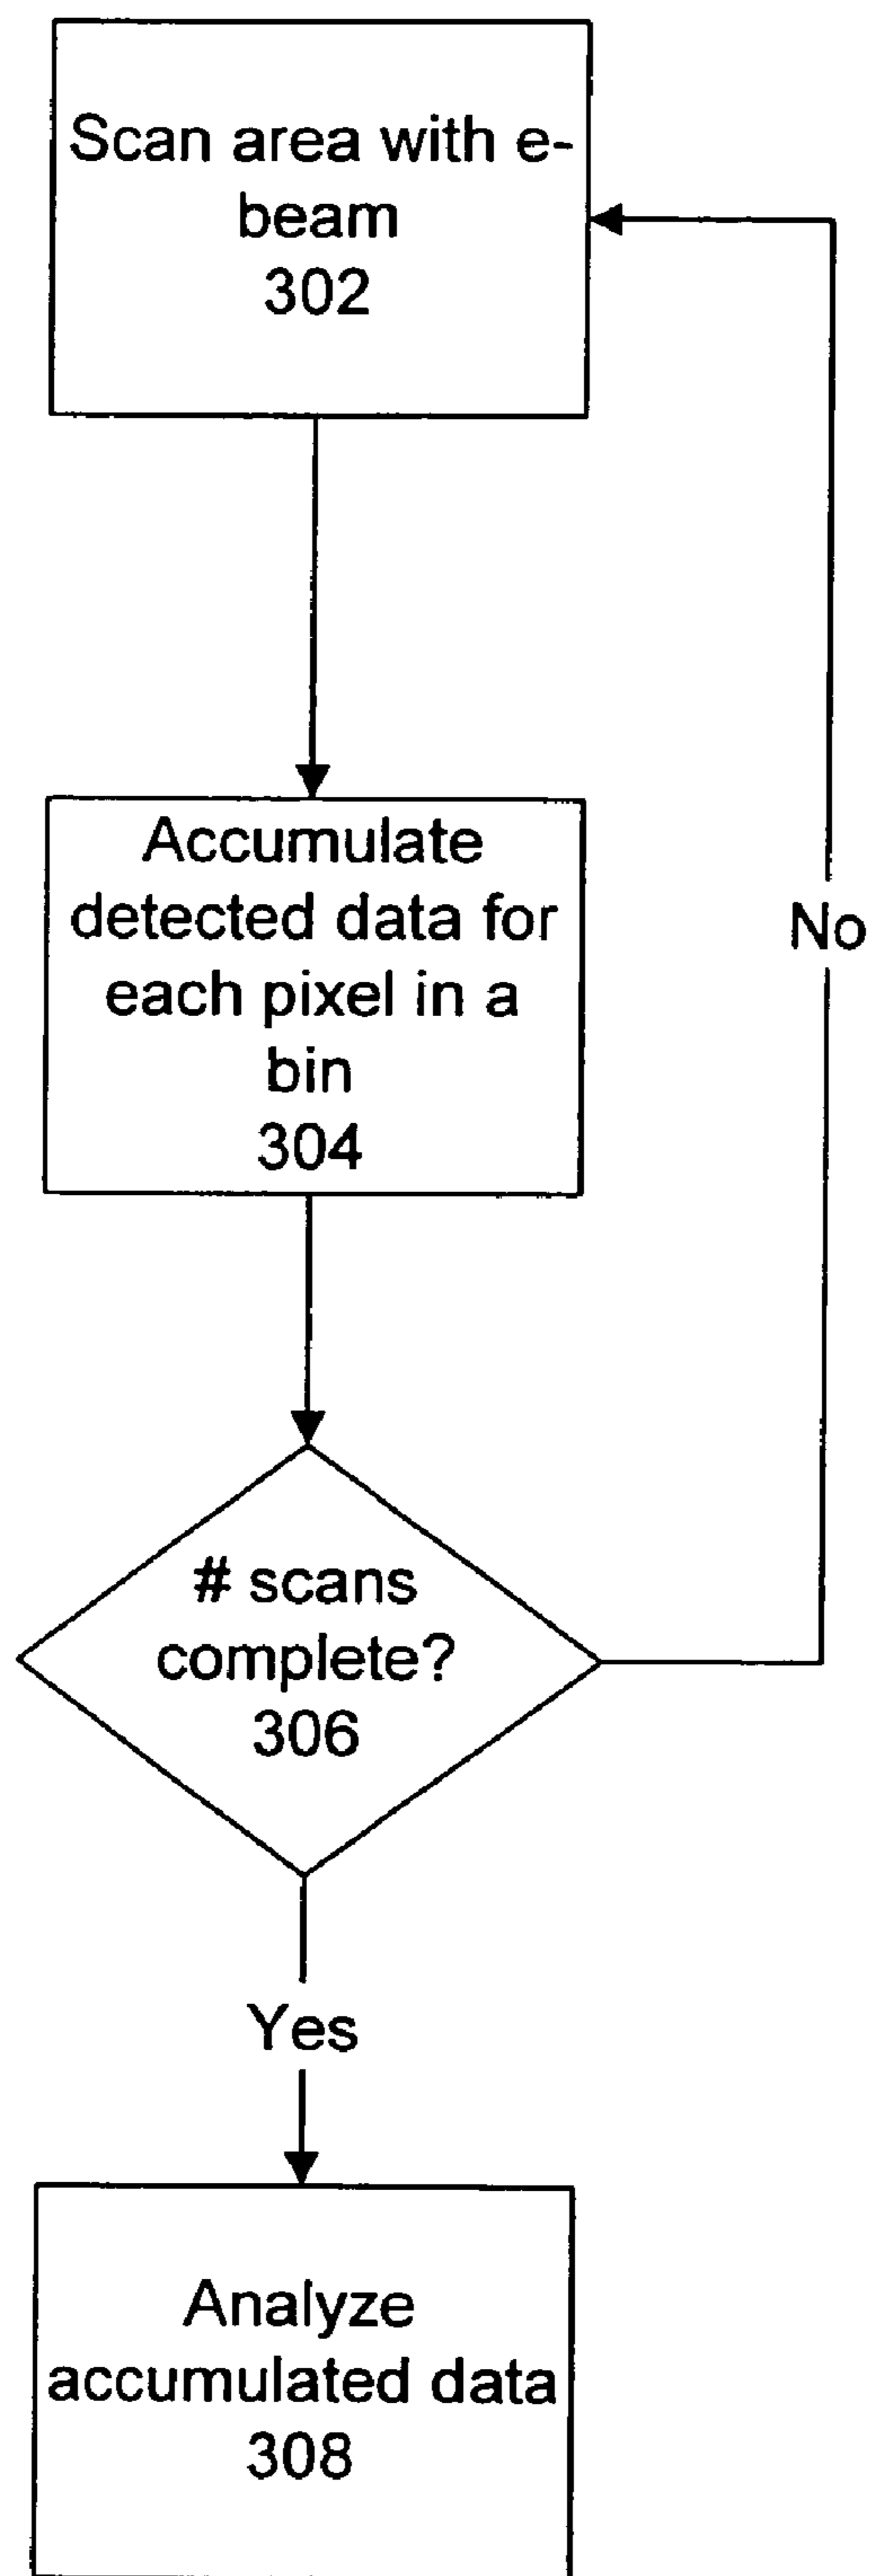 Scan area with e-
beam
302
Accumulate
detected data for
each pixel in a
bin
304
No
# scans
complete?
306
Yes
Analyze
accumulated data
308